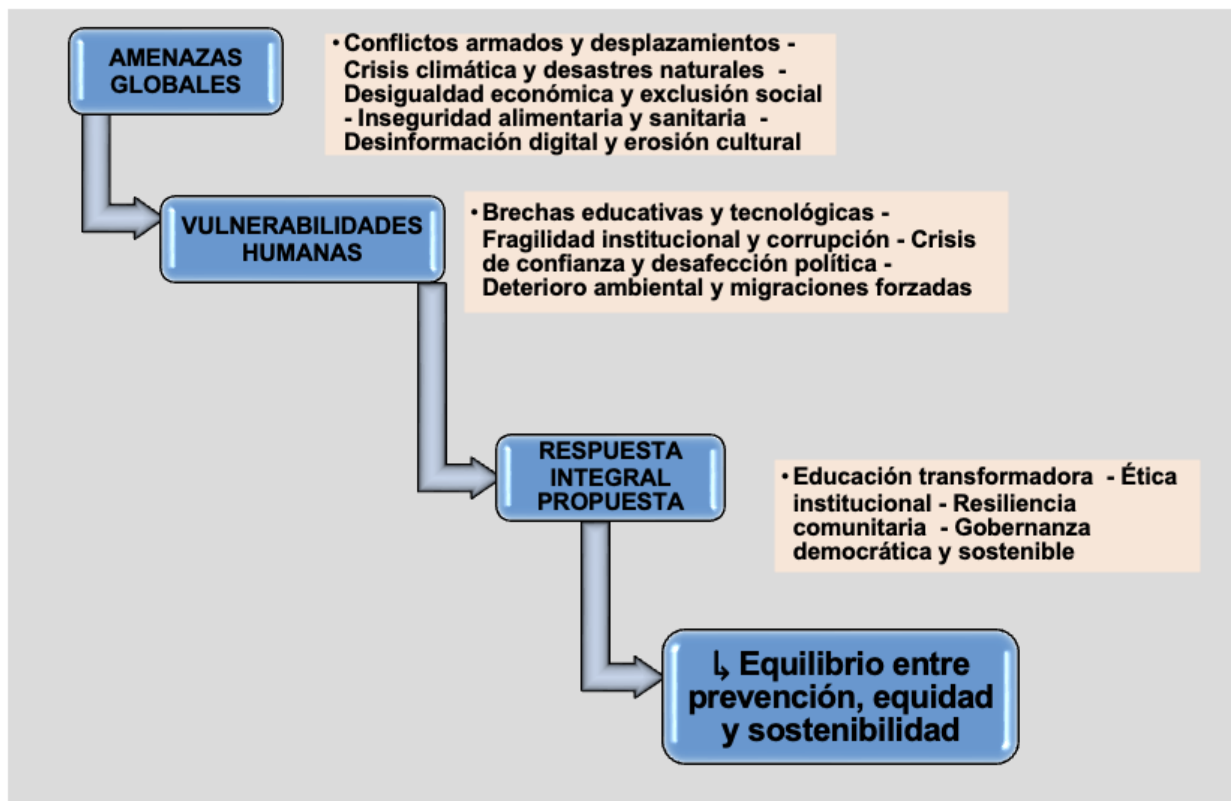 AMENAZAS
GLOBALES
• Conflictos armados y desplazamientos -
Crisis climática y desastres naturales -
Desigualdad económica y exclusión social
- Inseguridad alimentaria y sanitaria -
Desinformación digital y erosión cultural
VULNERABILIDADES
HUMANAS
• Brechas educativas y tecnológicas -
Fragilidad institucional y corrupción - Crisis
de confianza y desafección política -
Deterioro ambiental y migraciones forzadas
RESPUESTA
INTEGRAL
PROPUESTA
• Educación transformadora - Ética
institucional - Resiliencia
comunitaria - Gobernanza
democrática y sostenible
↳ Equilibrio entre
prevención, equidad
y sostenibilidad